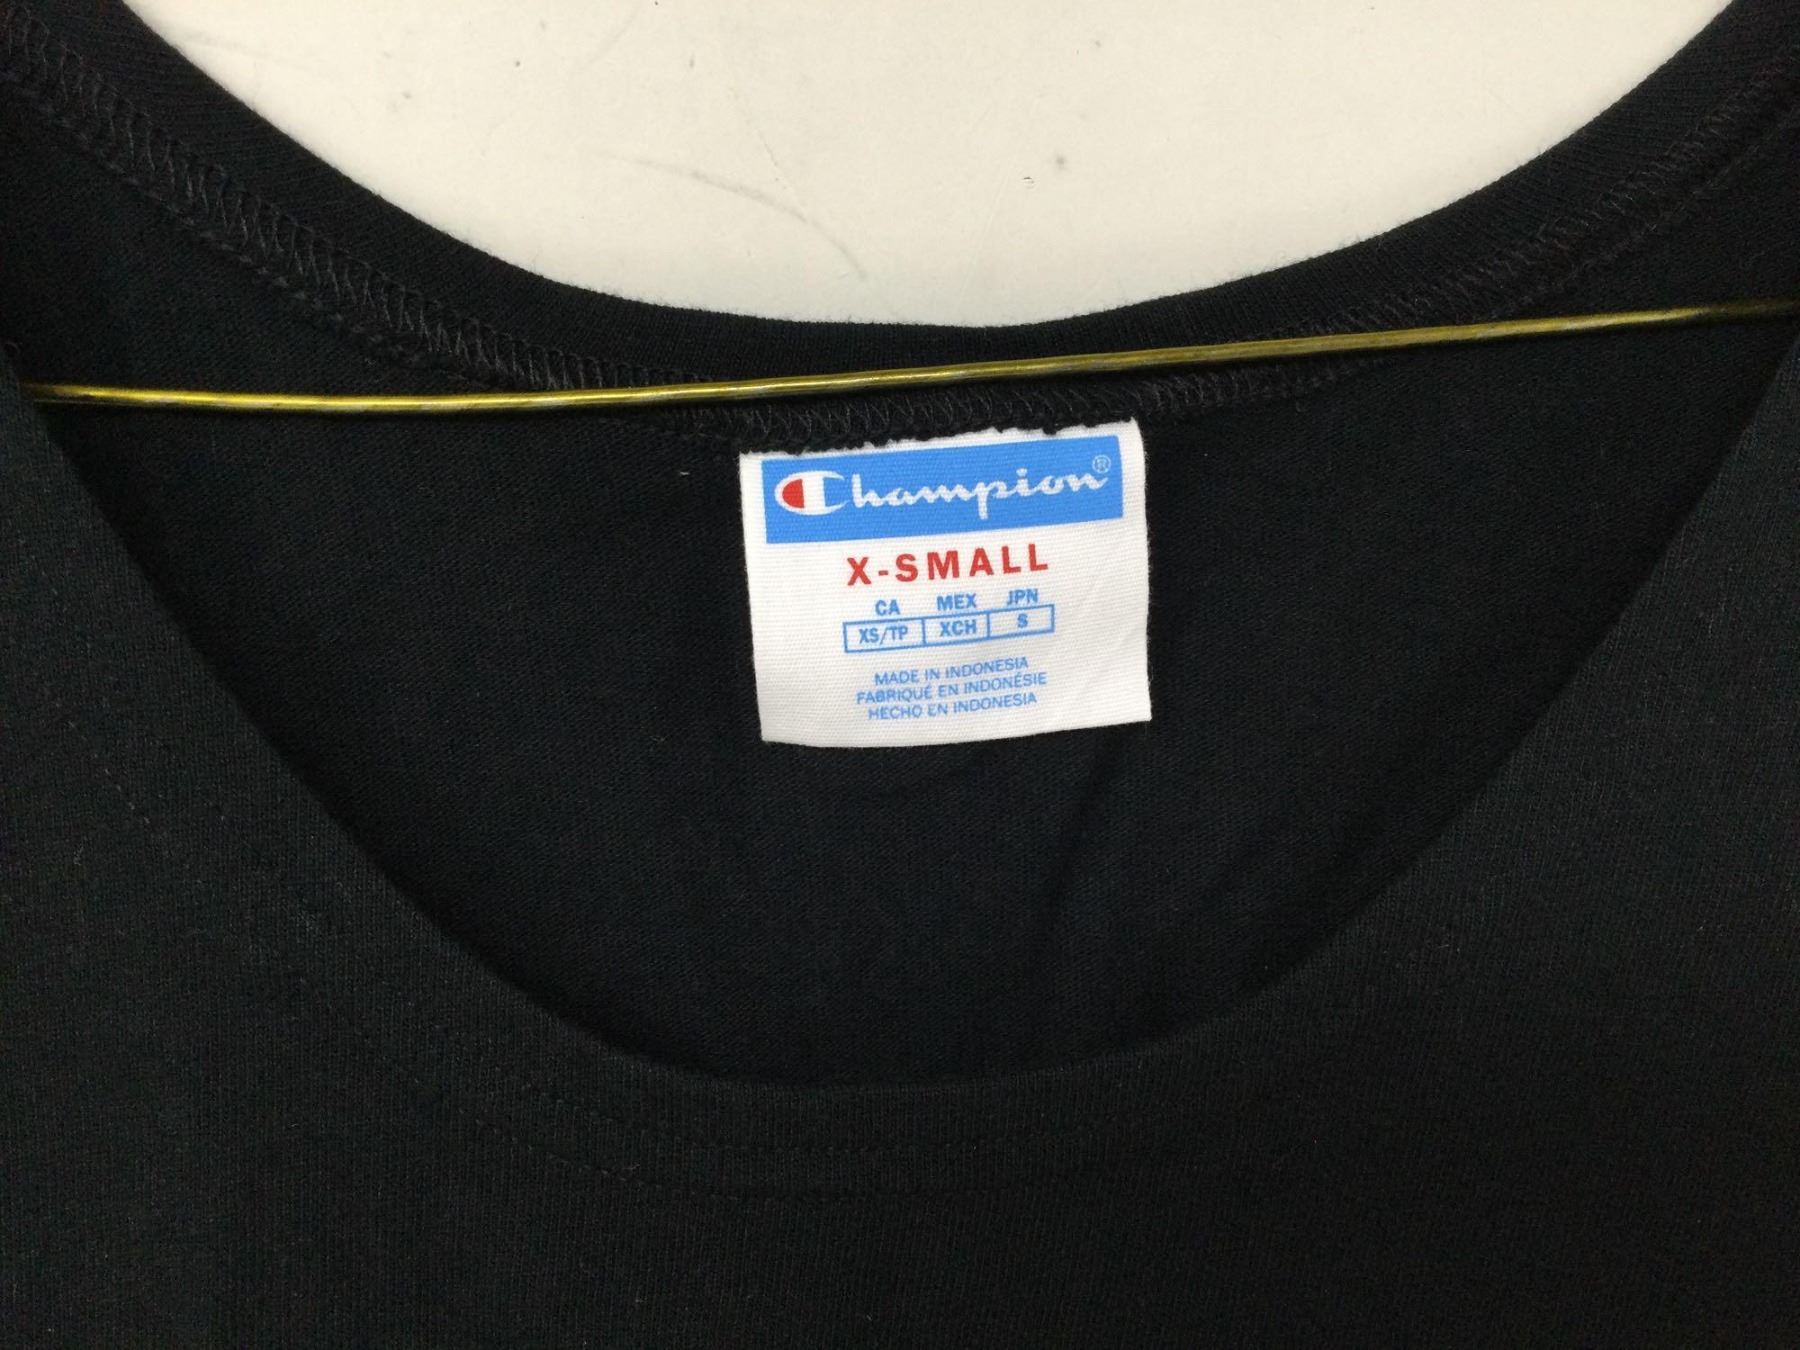 Champion®
X-SMALL
CA MEX JPN
XS/TP XCH S
MADE IN INDONESIA
FABRIQUÉ EN INDONÉSIE
HECHO EN INDONESIA